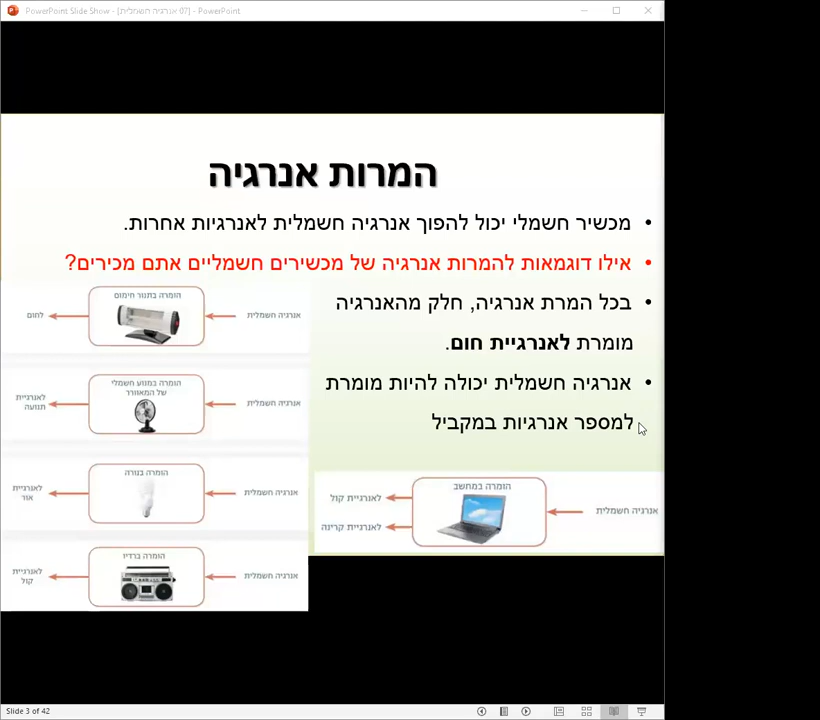 PowerPoint Slide Show - [07 אנרגיה חשמלית] - PowerPoint
המרות אנרגיה
• מכשיר חשמלי יכול להפוך אנרגיה חשמלית לאנרגיות אחרות.
• אילו דוגמאות להמרות אנרגיה של מכשירים חשמליים אתם מכירים?
• בכל המרת אנרגיה, חלק מהאנרגיה
מומרת לאנרגיית חום.
• אנרגיה חשמלית יכולה להיות מומרת
למספר אנרגיות במקביל
הומרה בתנור חימום
אנרגיה חשמלית
לחום
הומרה במנוע חשמלי
של המאוורר
אנרגיה חשמלית
לאנרגיית
תנועה
הומרה בנורה
אנרגיה חשמלית
לאנרגיית
אור
הומרה ברדיו
אנרגיה חשמלית
לאנרגיית
קול
הומרה במחשב
אנרגיה חשמלית
לאנרגיית קול
לאנרגיית קרינה
Slide 3 of 42